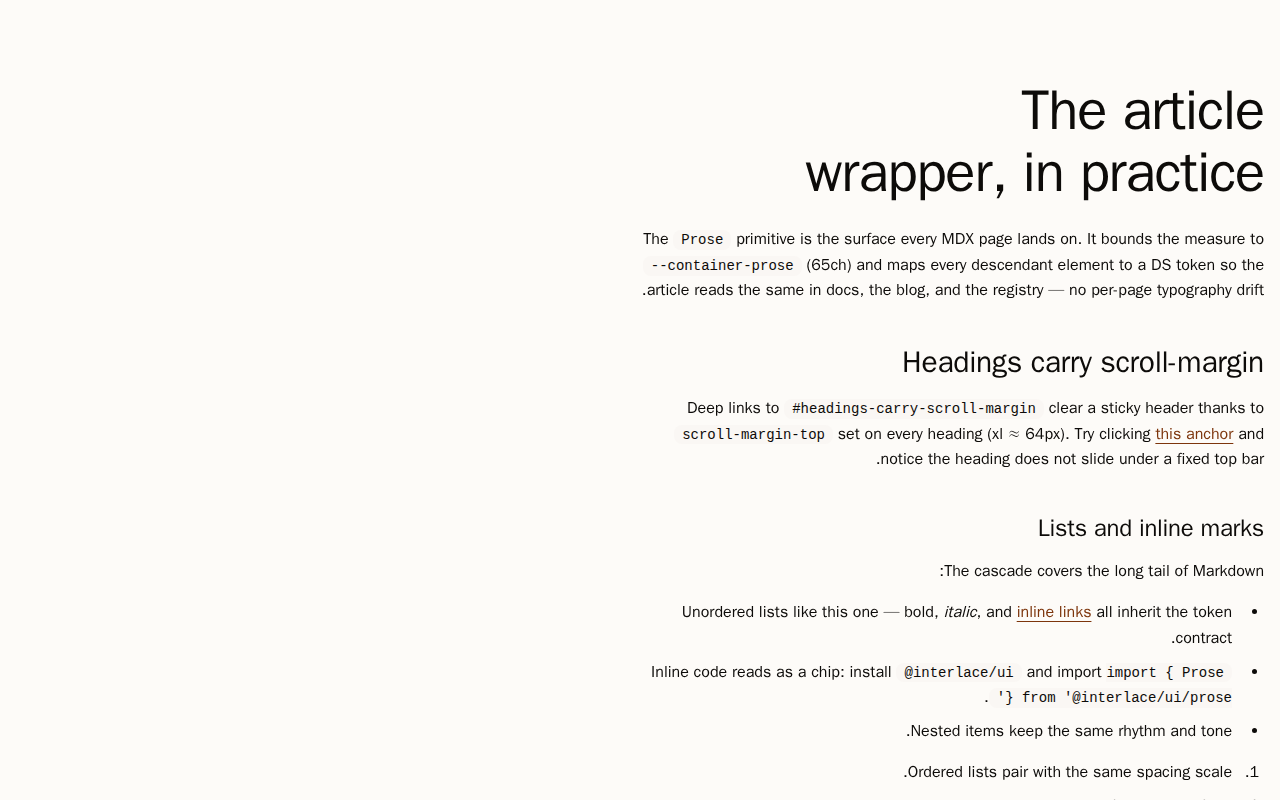 The article
wrapper, in practice
The Prose primitive is the surface every MDX page lands on. It bounds the measure to
--container-prose (65ch) and maps every descendant element to a DS token so the
.article reads the same in docs, the blog, and the registry — no per-page typography drift
Headings carry scroll-margin
Deep links to #headings-carry-scroll-margin clear a sticky header thanks to
scroll-margin-top set on every heading (xl ≈ 64px). Try clicking this anchor and
.notice the heading does not slide under a fixed top bar
Lists and inline marks
:The cascade covers the long tail of Markdown
Unordered lists like this one — bold, italic, and inline links all inherit the token •
.contract
Inline code reads as a chip: install @interlace/ui and import import { Prose •
. '} from '@interlace/ui/prose
.Nested items keep the same rhythm and tone •
.Ordered lists pair with the same spacing scale .1